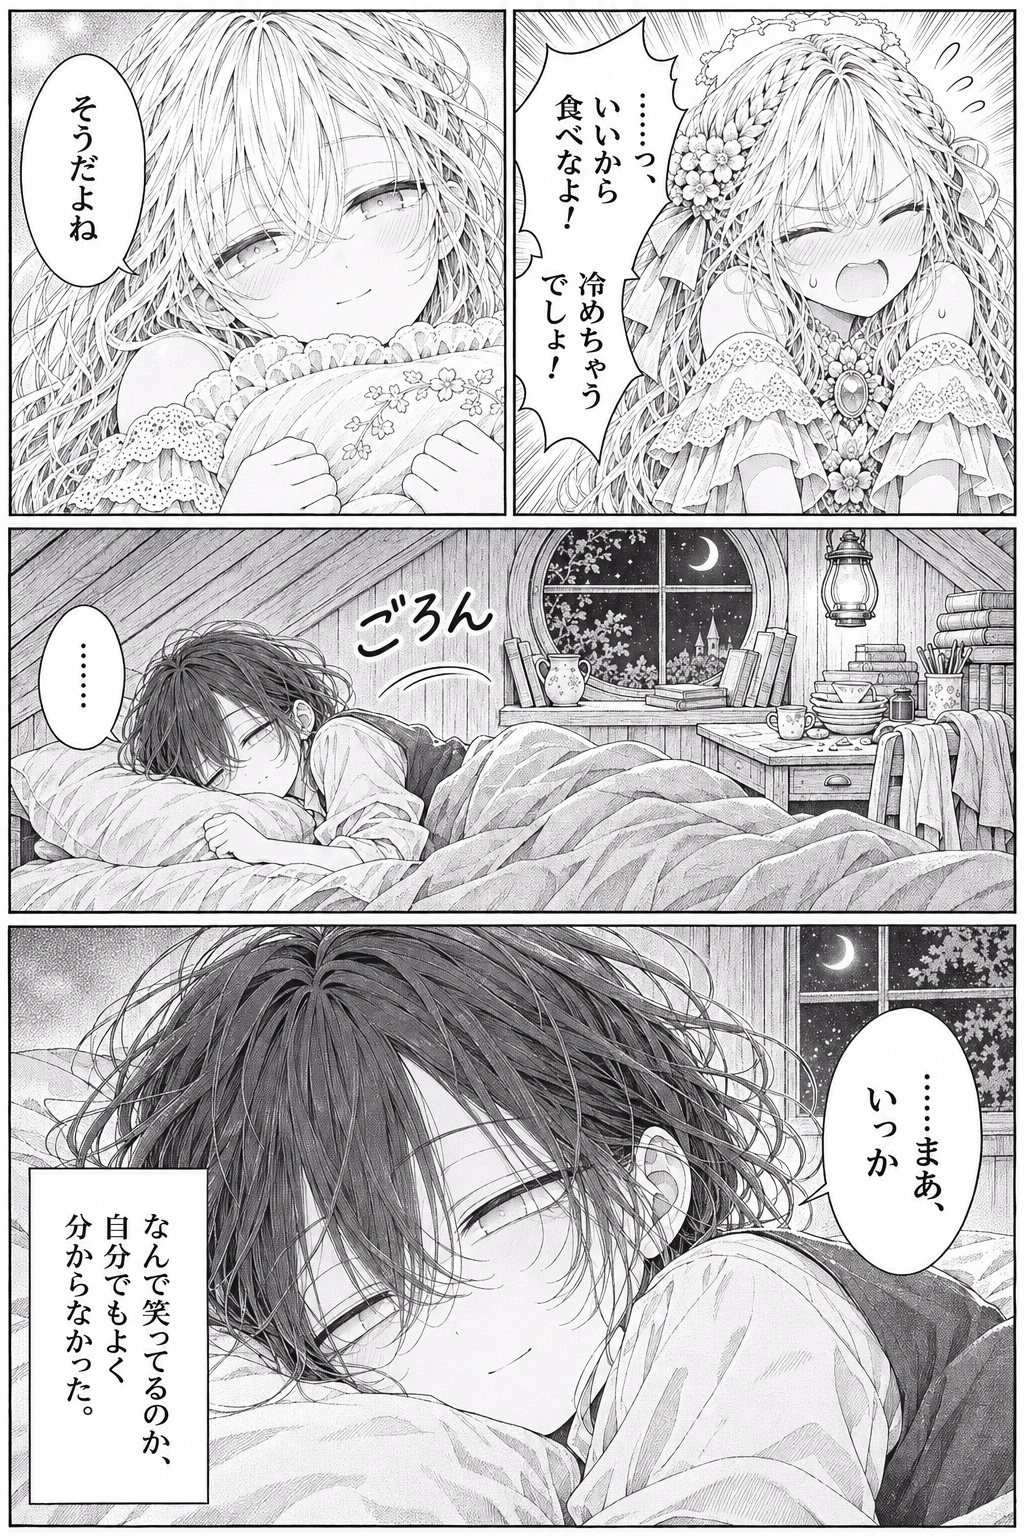 ……っ、
いいから
食べなよ！
冷めちゃう
でしょ！
そうだよね
ごろん
………
……まあ、
いっか
なんで笑ってるのか、
自分でもよく
分からなかった。